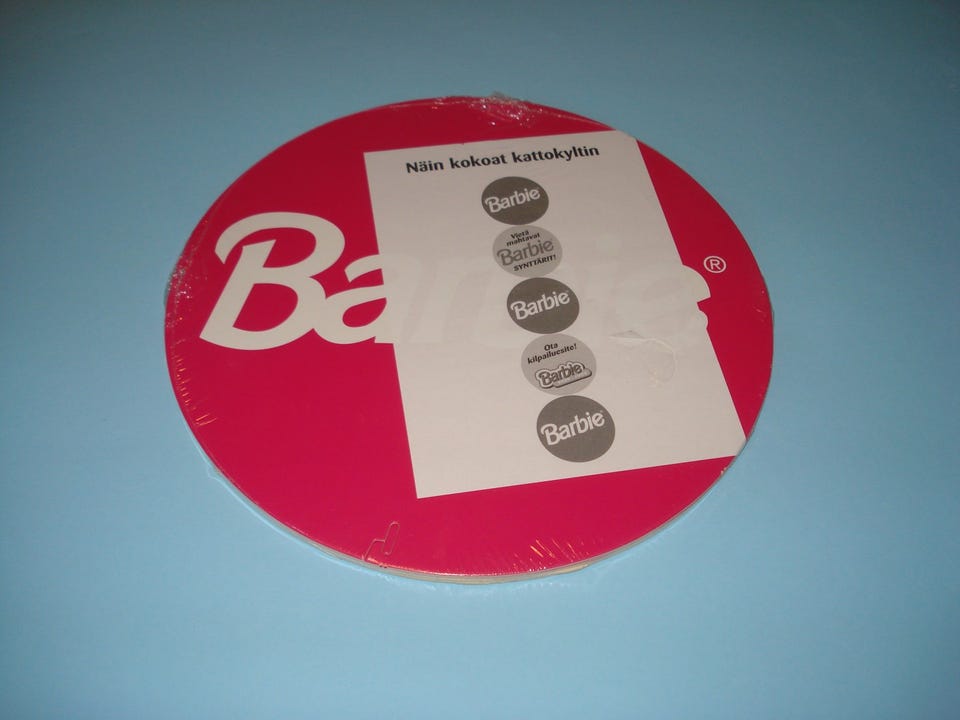 Barbie®
Näin kokoat kattokyltin
Barbie
Vietä
mahtavat
Barbie
SYNTTÄRIT!
Barbie
Ota
kilpailuesite!
Barbie
Barbie